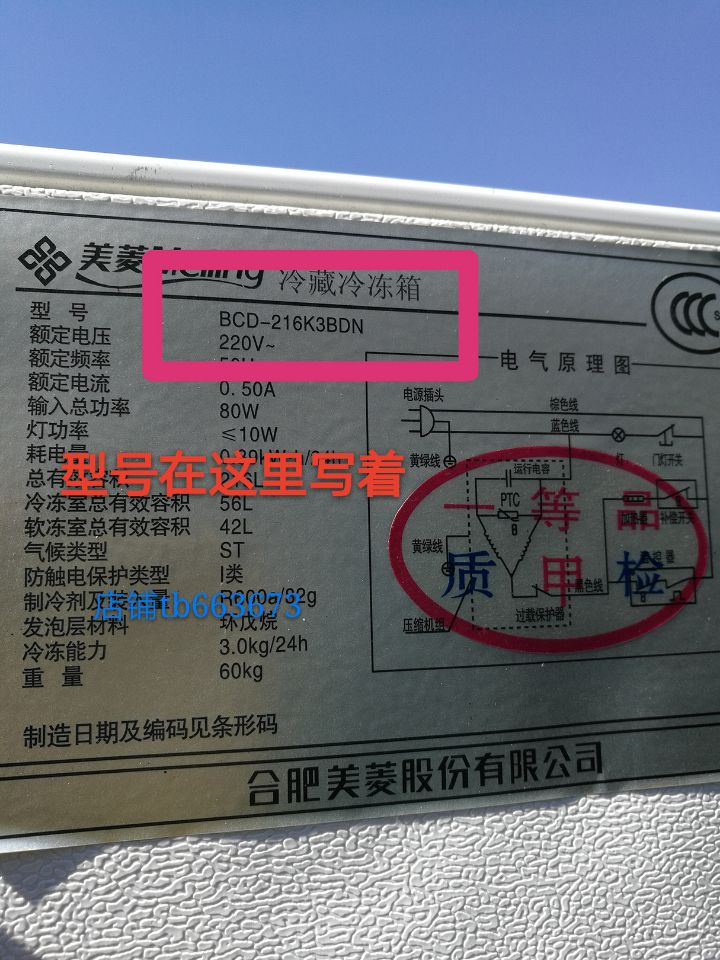 美菱 Meiling 冷藏冷冻箱
型 号 BCD-216K3BDN
额定电压 220V~
额定频率
额定电流 0.50A
输入总功率 80W
灯功率 ≤10W
耗电量
型号在这里写着
冷冻室总有效容积 56L
软冻室总有效容积 42L
气候类型 ST
防触电保护类型 I类
店铺tb663673
发泡层材料 环戊烷
冷冻能力 3.0kg/24h
重 量 60kg
制造日期及编码见条形码
合肥美菱股份有限公司
电气原理图
电源插头
棕色线
蓝色线
黄绿线
灯
门灯开关
运行电容
PTC
θ
加热器
补偿开关
黄绿线
黑色线
过载保护器
压缩机组
一等品
质 甲 检
CCC
S